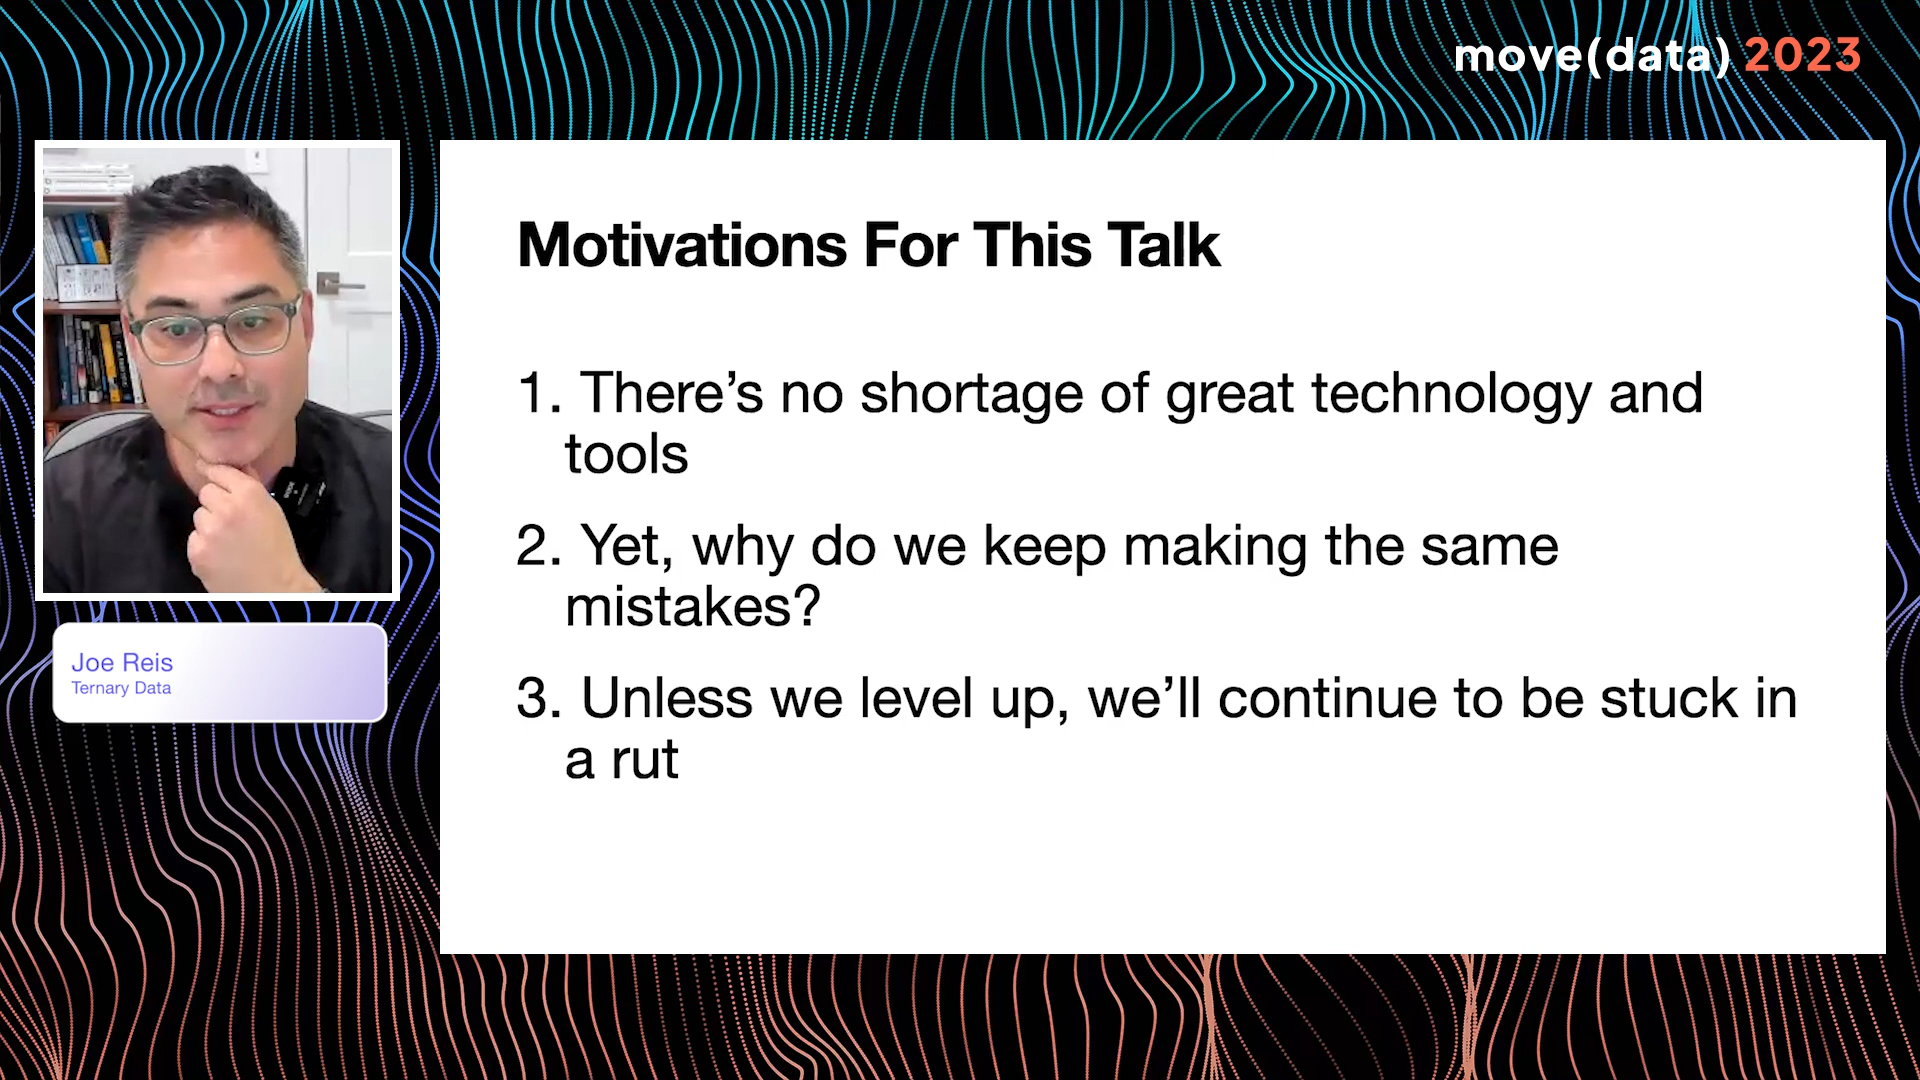 move(data) 2023
Motivations For This Talk
1. There’s no shortage of great technology and
tools
2. Yet, why do we keep making the same
mistakes?
3. Unless we level up, we’ll continue to be stuck in
a rut
Joe Reis
Ternary Data